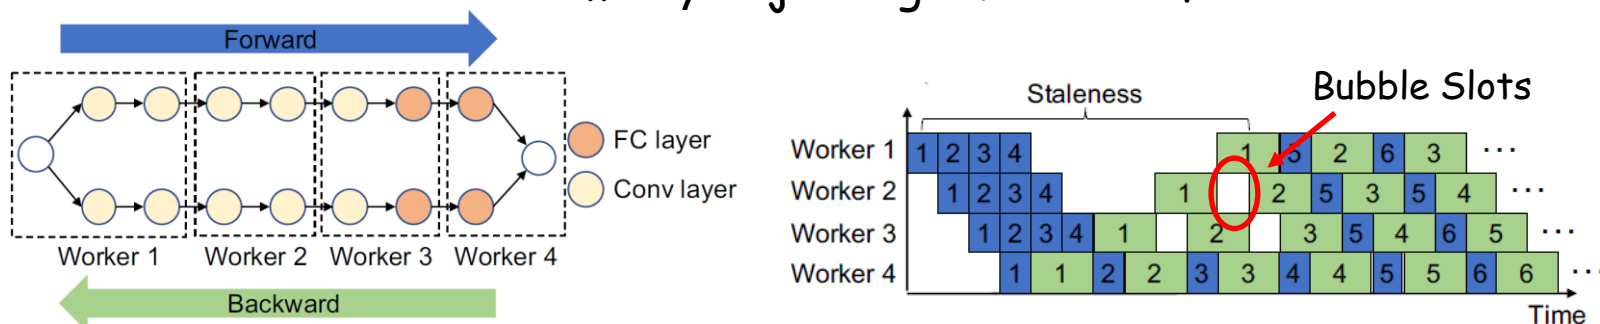 Forward
FC layer
Conv layer
Worker 1 Worker 2 Worker 3 Worker 4
Backward
Bubble Slots
Staleness
Worker 1 1 2 3 4 1 5 2 6 3 ...
Worker 2 1 2 3 4 1 2 5 3 5 4 ...
Worker 3 1 2 3 4 1 2 3 5 4 6 5 ...
Worker 4 1 1 2 2 3 3 4 4 5 5 6 6 ...
Time